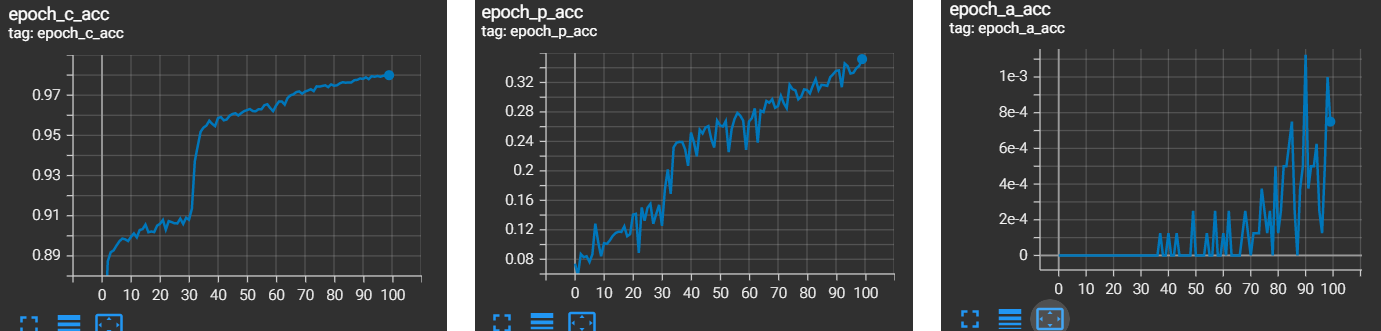 epoch_c_acc
tag: epoch_c_acc
0.97
0.95
0.93
0.91
0.89
0 10 20 30 40 50 60 70 80 90 100
epoch_p_acc
tag: epoch_p_acc
0.32
0.28
0.24
0.2
0.16
0.12
0.08
0 10 20 30 40 50 60 70 80 90 100
epoch_a_acc
tag: epoch_a_acc
1e-3
8e-4
6e-4
4e-4
2e-4
0
0 10 20 30 40 50 60 70 80 90 100